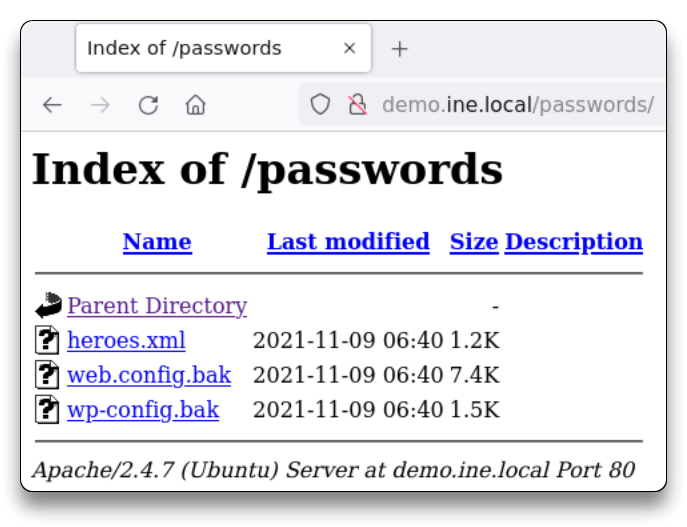 Index of /passwords
demo.ine.local/passwords/
Index of /passwords
Name Last modified Size Description
Parent Directory -
heroes.xml 2021-11-09 06:40 1.2K
web.config.bak 2021-11-09 06:40 7.4K
wp-config.bak 2021-11-09 06:40 1.5K
Apache/2.4.7 (Ubuntu) Server at demo.ine.local Port 80